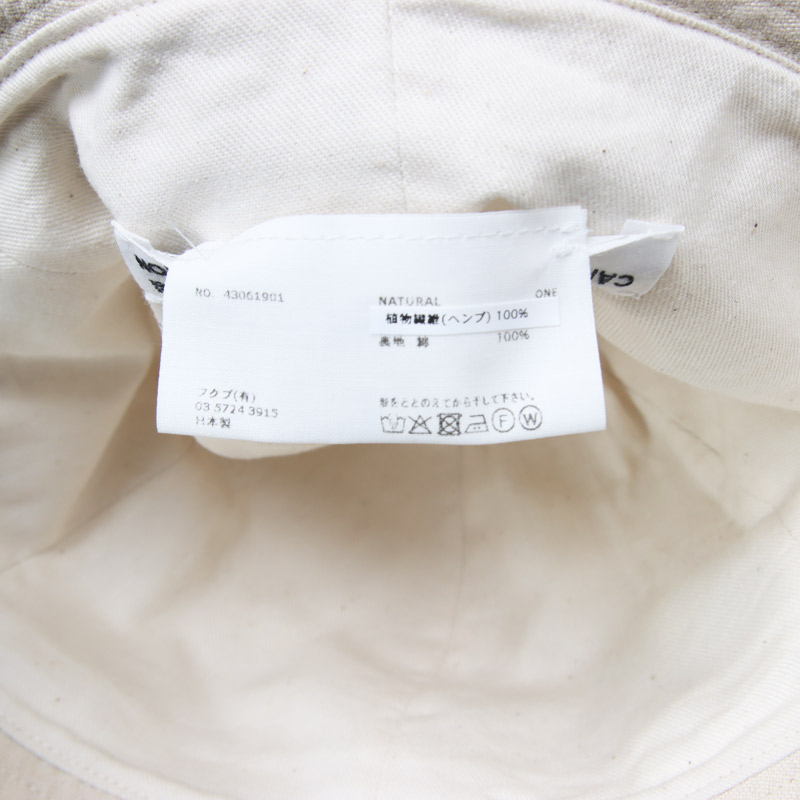 NO. 43061901
NATURAL ONE
植物繊維(ヘンプ) 100%
裏地 綿 100%
フクブ(有)
03 5724 3915
日本製
形をととのえてから干して下さい。
F W
ON
&
CA